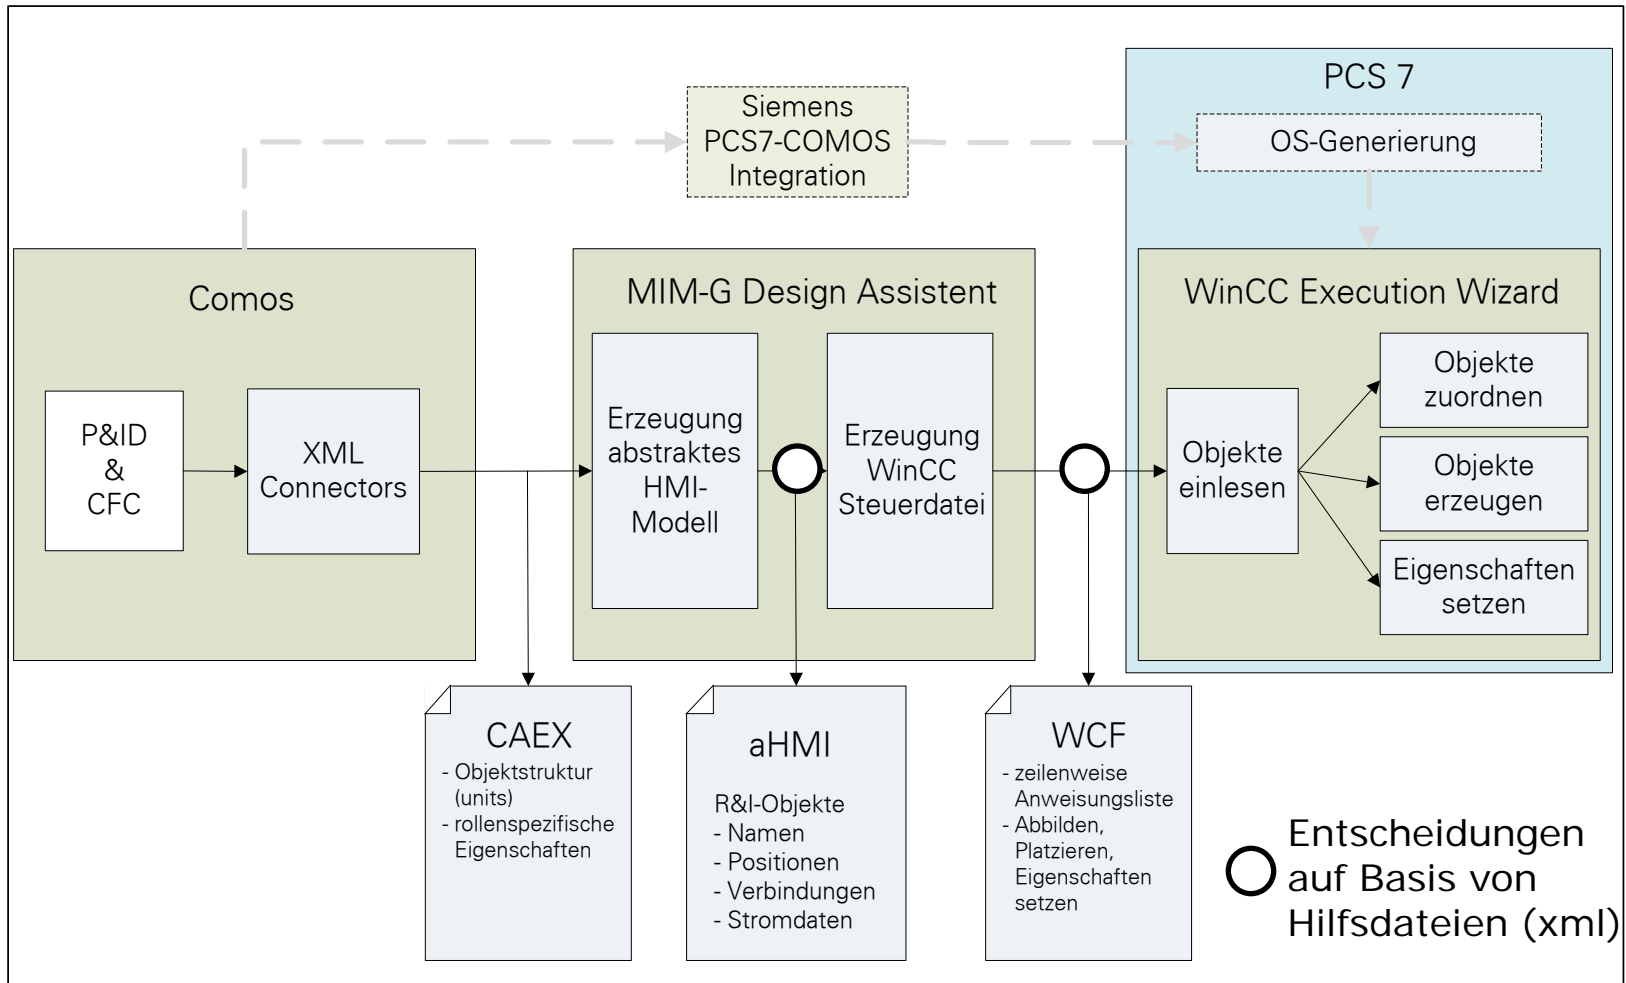 PCS 7
Siemens
PCS7-COMOS
Integration
OS-Generierung
Comos
P&ID
&
CFC
XML
Connectors
MIM-G Design Assistent
Erzeugung
abstraktes
HMI-
Modell
Erzeugung
WinCC
Steuerdatei
WinCC Execution Wizard
Objekte
einlesen
Objekte
zuordnen
Objekte
erzeugen
Eigenschaften
setzen
CAEX
- Objektstruktur
(units)
- rollenspezifische
Eigenschaften
aHMI
R&I-Objekte
- Namen
- Positionen
- Verbindungen
- Stromdaten
WCF
- zeilenweise
Anweisungsliste
- Abbilden,
Platzieren,
Eigenschaften
setzen
Entscheidungen
auf Basis von
Hilfsdateien (xml)